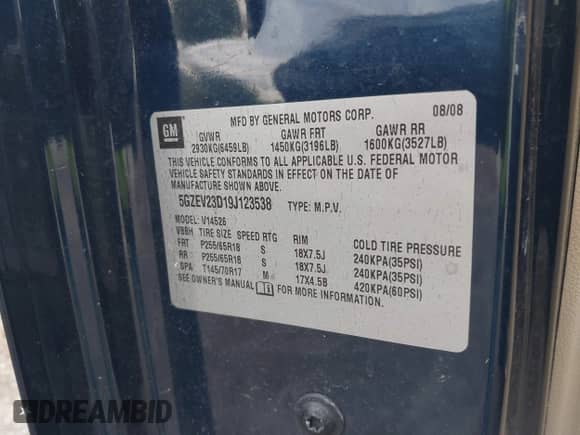 MFD BY GENERAL MOTORS CORP. 08/08
GM
GVWR GAWR FRT GAWR RR
2930KG(6459LB) 1450KG(3196LB) 1600KG(3527LB)
THIS VEHICLE CONFORMS TO ALL APPLICABLE U.S. FEDERAL MOTOR
VEHICLE SAFETY STANDARDS IN EFFECT ON THE DATE OF
MANUFACTURE SHOWN ABOVE.
5GZEV23D19J123538 TYPE: M.P.V.
MODEL: V14526
VBBH TIRE SIZE SPEED RTG RIM COLD TIRE PRESSURE
FRT P255/65R18 S 18X7.5J 240KPA(35PSI)
RR P255/65R18 S 18X7.5J 240KPA(35PSI)
SPA T145/70R17 M 17X4.5B 420KPA(60PSI)
SEE OWNER'S MANUAL FOR MORE INFORMATION.
DREAMBID